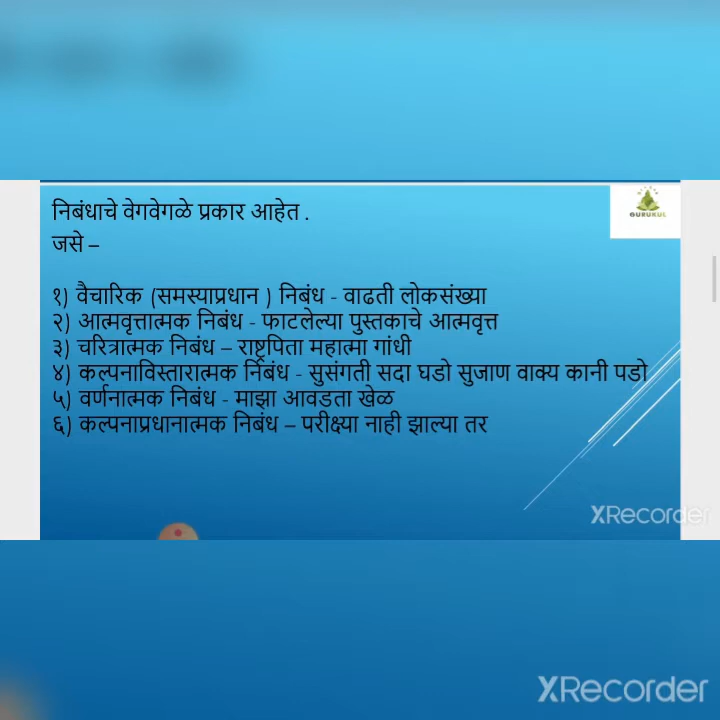 निबंधाचे वेगवेगळे प्रकार आहेत .
जसे –
१) वैचारिक (समस्याप्रधान ) निबंध - वाढती लोकसंख्या
२) आत्मवृत्तात्मक निबंध - फाटलेल्या पुस्तकाचे आत्मवृत्त
३) चरित्रात्मक निबंध – राष्ट्रपिता महात्मा गांधी
४) कल्पनाविस्तारात्मक निबंध - सुसंगती सदा घडो सुजाण वाक्य कानी पडो
५) वर्णनात्मक निबंध - माझा आवडता खेळ
६) कल्पनाप्रधानात्मक निबंध – परीक्ष्या नाही झाल्या तर
GURUKUL
XRecorder
XRecorder